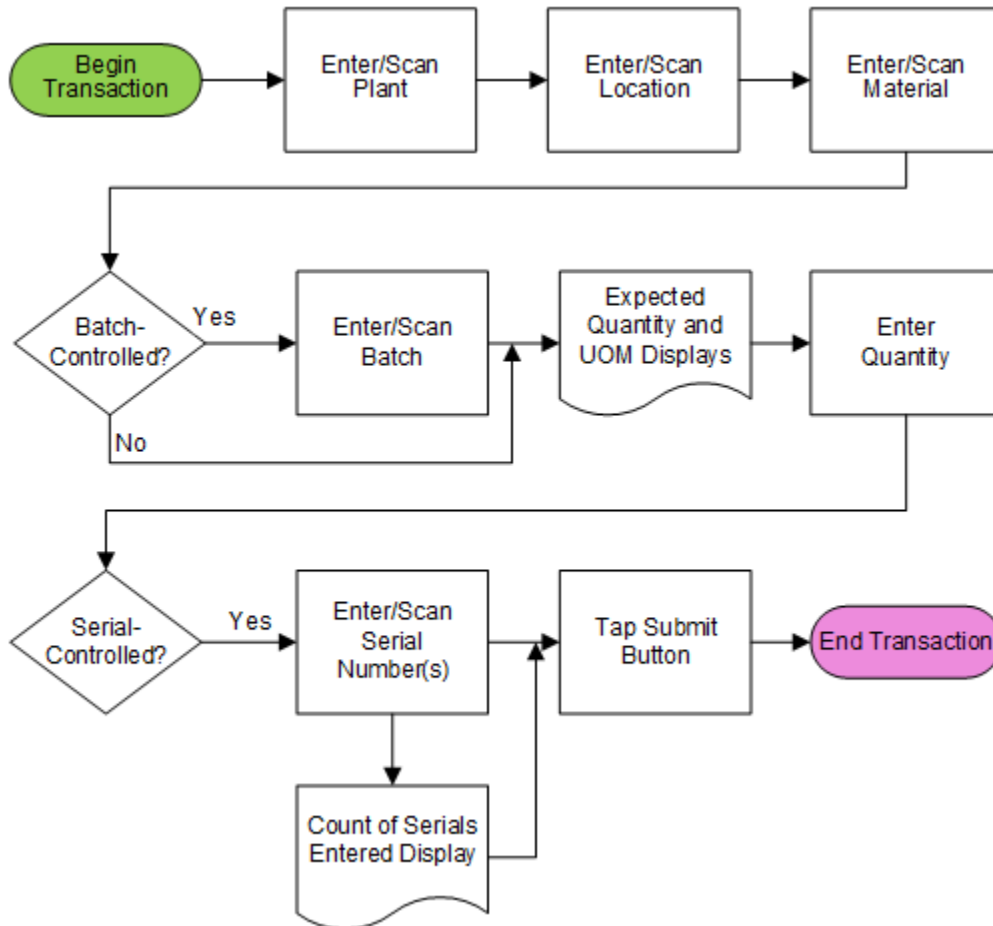 Begin
Transaction
Enter/Scan
Plant
Enter/Scan
Location
Enter/Scan
Material
Batch-
Controlled?
Yes
No
Enter/Scan
Batch
Expected
Quantity and
UOM Displays
Enter
Quantity
Serial-
Controlled?
Yes
Enter/Scan
Serial
Number(s)
Tap Submit
Button
End Transaction
Count of Serials
Entered Display